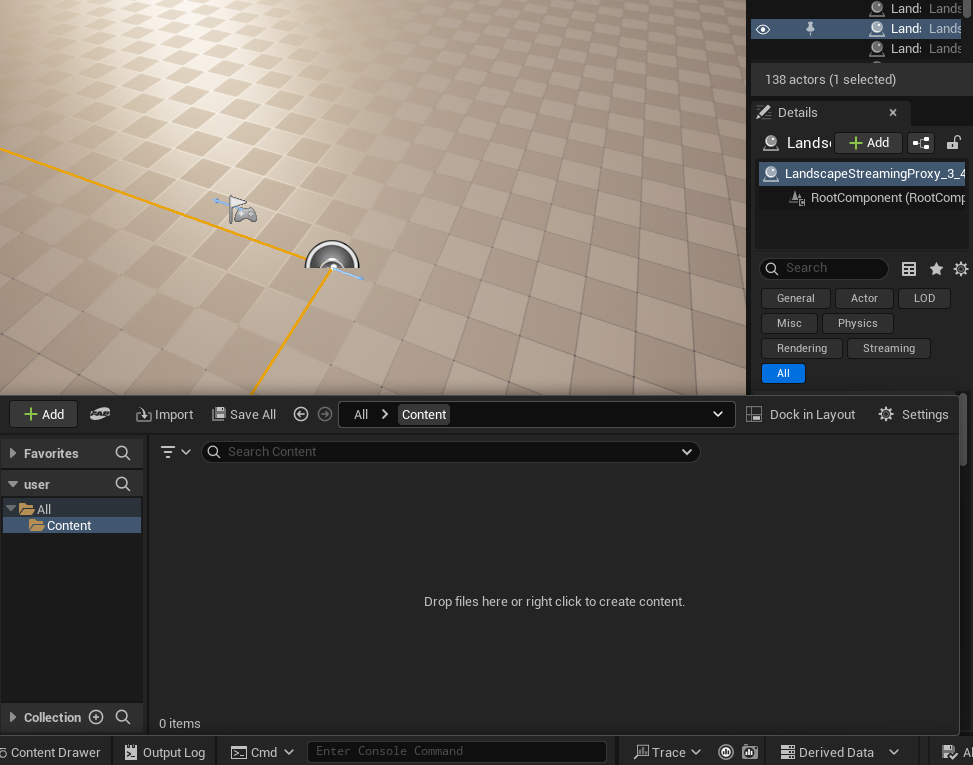 Lands Lands
Lands Lands
Lands Lands
138 actors (1 selected)
Details
Lands
Add
LandscapeStreamingProxy_3_4
RootComponent (RootComp
Search
General Actor LOD
Misc Physics
Rendering Streaming
All
Add FAB Import Save All All Content Dock in Layout Settings
Favorites
Search Content
user
All
Content
Drop files here or right click to create content.
Collection
0 items
Content Drawer Output Log Cmd Enter Console Command Trace Derived Data Al